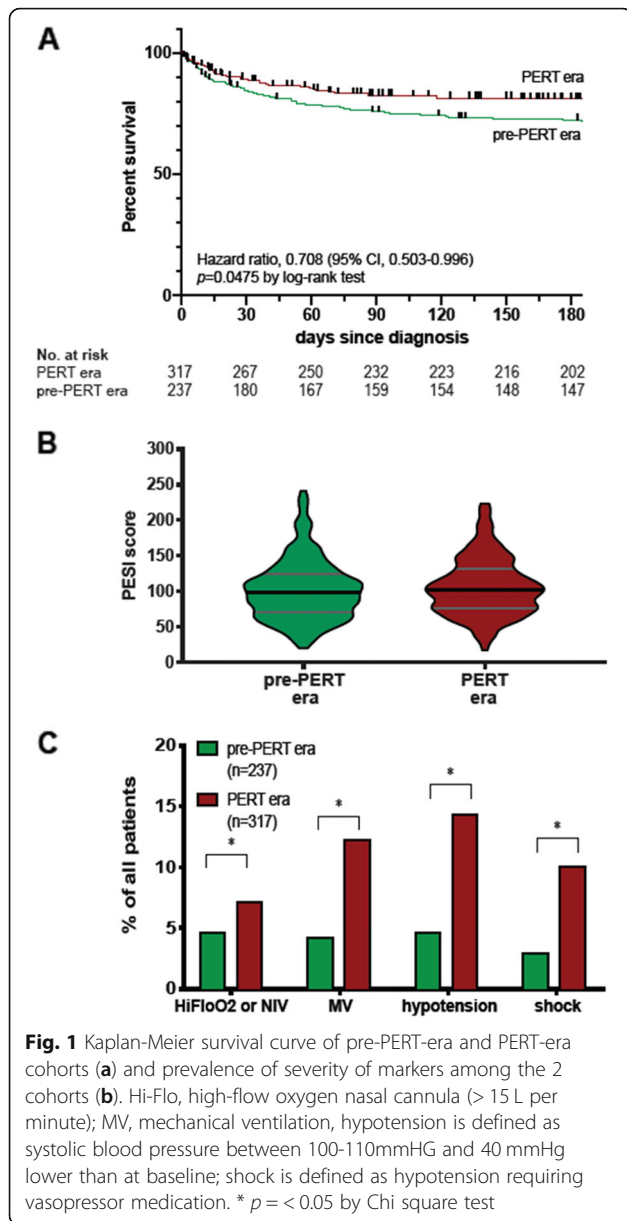 A
100
50
0
Percent survival
PERT era
pre-PERT era
Hazard ratio, 0.708 (95% CI, 0.503-0.996)
p=0.0475 by log-rank test
0 30 60 90 120 150 180
days since diagnosis
No. at risk
PERT era 317 267 250 232 223 216 202
pre-PERT era 237 180 167 159 154 148 147
B
300
250
200
150
100
50
0
PESI score
pre-PERT era
PERT era
C
20
15
10
5
0
% of all patients
pre-PERT era
(n=237)
PERT era
(n=317)
* * * *
HiFloO2 or NIV MV hypotension shock
Fig. 1 Kaplan-Meier survival curve of pre-PERT-era and PERT-era
cohorts (a) and prevalence of severity of markers among the 2
cohorts (b). Hi-Flo, high-flow oxygen nasal cannula (> 15 L per
minute); MV, mechanical ventilation, hypotension is defined as
systolic blood pressure between 100-110mmHG and 40 mmHg
lower than at baseline; shock is defined as hypotension requiring
vasopressor medication. * p = < 0.05 by Chi square test